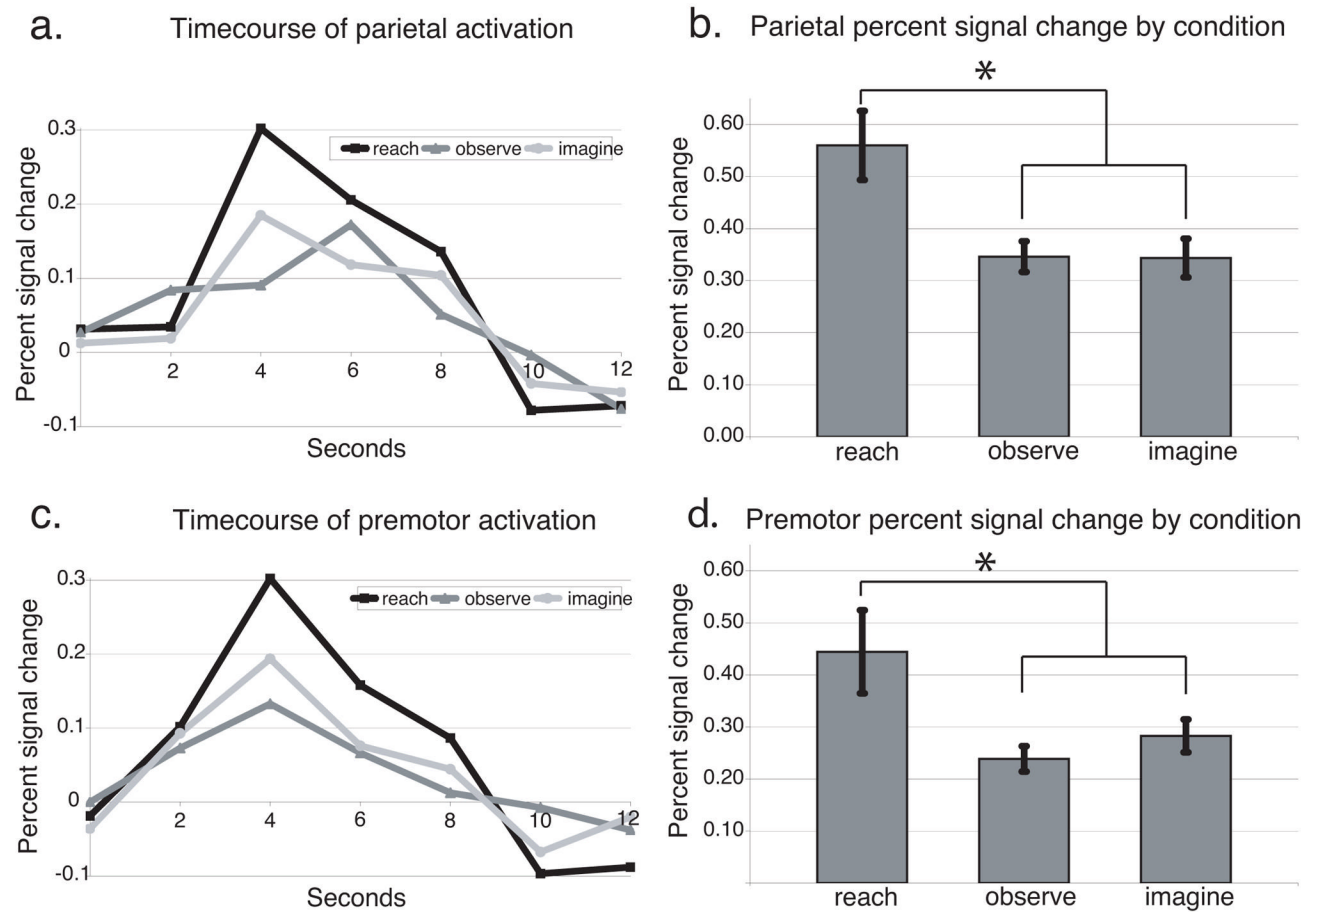 a. Timecourse of parietal activation
Percent signal change
0.3
0.2
0.1
0
-0.1
reach observe imagine
2 4 6 8 10 12
Seconds
b. Parietal percent signal change by condition
*
Percent signal change
0.60
0.50
0.40
0.30
0.20
0.10
0.00
reach observe imagine
c. Timecourse of premotor activation
Percent signal change
0.3
0.2
0.1
0
-0.1
reach observe imagine
2 4 6 8 10 12
Seconds
d. Premotor percent signal change by condition
*
Percent signal change
0.60
0.50
0.40
0.30
0.20
0.10
reach observe imagine